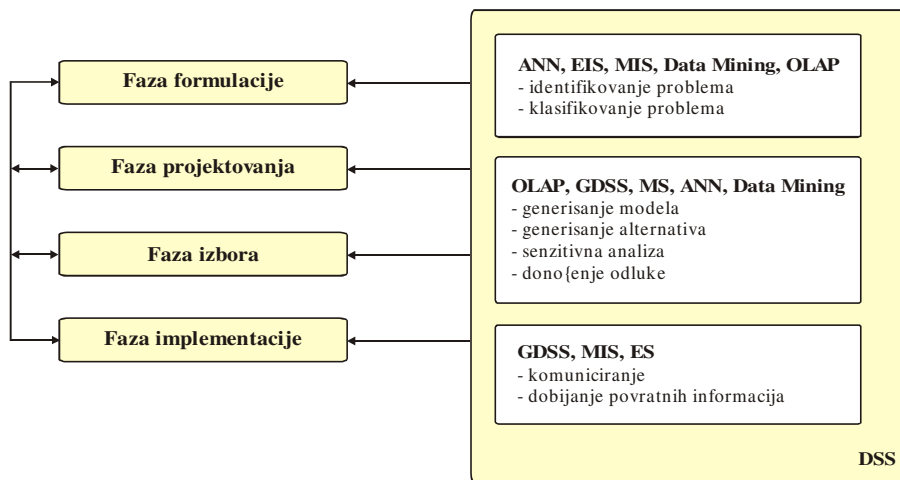 Faza formulacije
Faza projektovanja
Faza izbora
Faza implementacije
ANN, EIS, MIS, Data Mining, OLAP
- identifikovanje problema
- klasifikovanje problema
OLAP, GDSS, MS, ANN, Data Mining
- generisanje modela
- generisanje alternativa
- senzitivna analiza
- dono{enje odluke
GDSS, MIS, ES
- komuniciranje
- dobijanje povratnih informacija
DSS